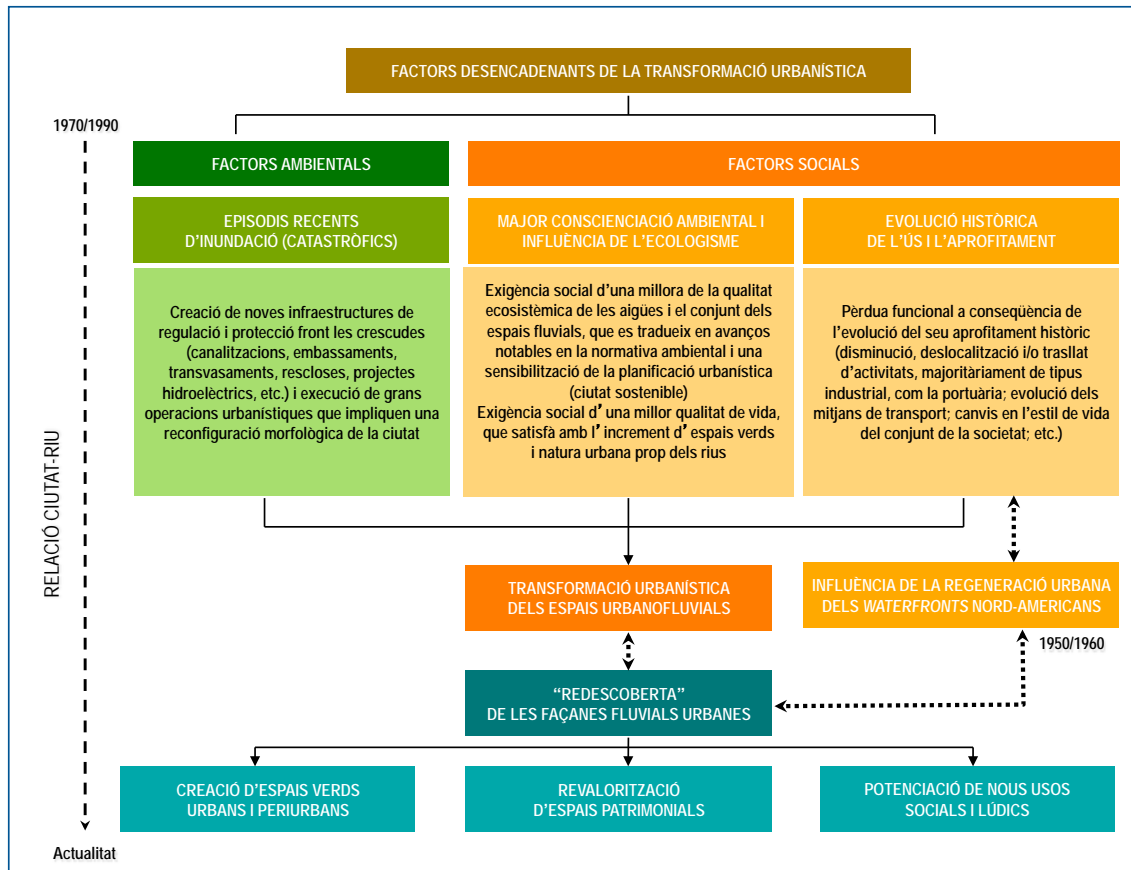 FACTORS DESENCADENANTS DE LA TRANSFORMACIÓ URBANÍSTICA
1970/1990
FACTORS AMBIENTALS
FACTORS SOCIALS
EPISODIS RECENTS
D'INUNDACIÓ (CATASTRÒFICS)
MAJOR CONSCIENCIACIÓ AMBIENTAL I
INFLUÈNCIA DE L'ECOLOGISME
EVOLUCIÓ HISTÒRICA
DE L'ÚS I L'APROFITAMENT
Creació de noves infraestructures de
regulació i protecció front les crescudes
(canalitzacions, embassaments,
transvasaments, rescloses, projectes
hidroelèctrics, etc.) i execució de grans
operacions urbanístiques que impliquen una
reconfiguració morfològica de la ciutat
Exigència social d'una millora de la qualitat
ecosistèmica de les aigües i el conjunt dels
espais fluvials, que es tradueix en avanços
notables en la normativa ambiental i una
sensibilització de la planificació urbanística
(ciutat sostenible)
Exigència social d'una millor qualitat de vida,
que satisfà amb l'increment d'espais verds
i natura urbana prop dels rius
Pèrdua funcional a conseqüència de
l'evolució del seu aprofitament històric
(disminució, deslocalització i/o trasllat
d'activitats, majoritàriament de tipus
industrial, com la portuària; evolució dels
mitjans de transport; canvis en l'estil de vida
del conjunt de la societat; etc.)
RELACIÓ CIUTAT-RIU
TRANSFORMACIÓ URBANÍSTICA
DELS ESPAIS URBANOFLUVIALS
INFLUÈNCIA DE LA REGENERACIÓ URBANA
DELS WATERFRONTS NORD-AMERICANS
1950/1960
“REDESCOBERTA”
DE LES FAÇANES FLUVIALS URBANES
CREACIÓ D'ESPAIS VERDS
URBANS I PERIURBANS
REVALORITZACIÓ
D'ESPAIS PATRIMONIALS
POTENCIACIÓ DE NOUS USOS
SOCIALS I LÚDICS
Actualitat